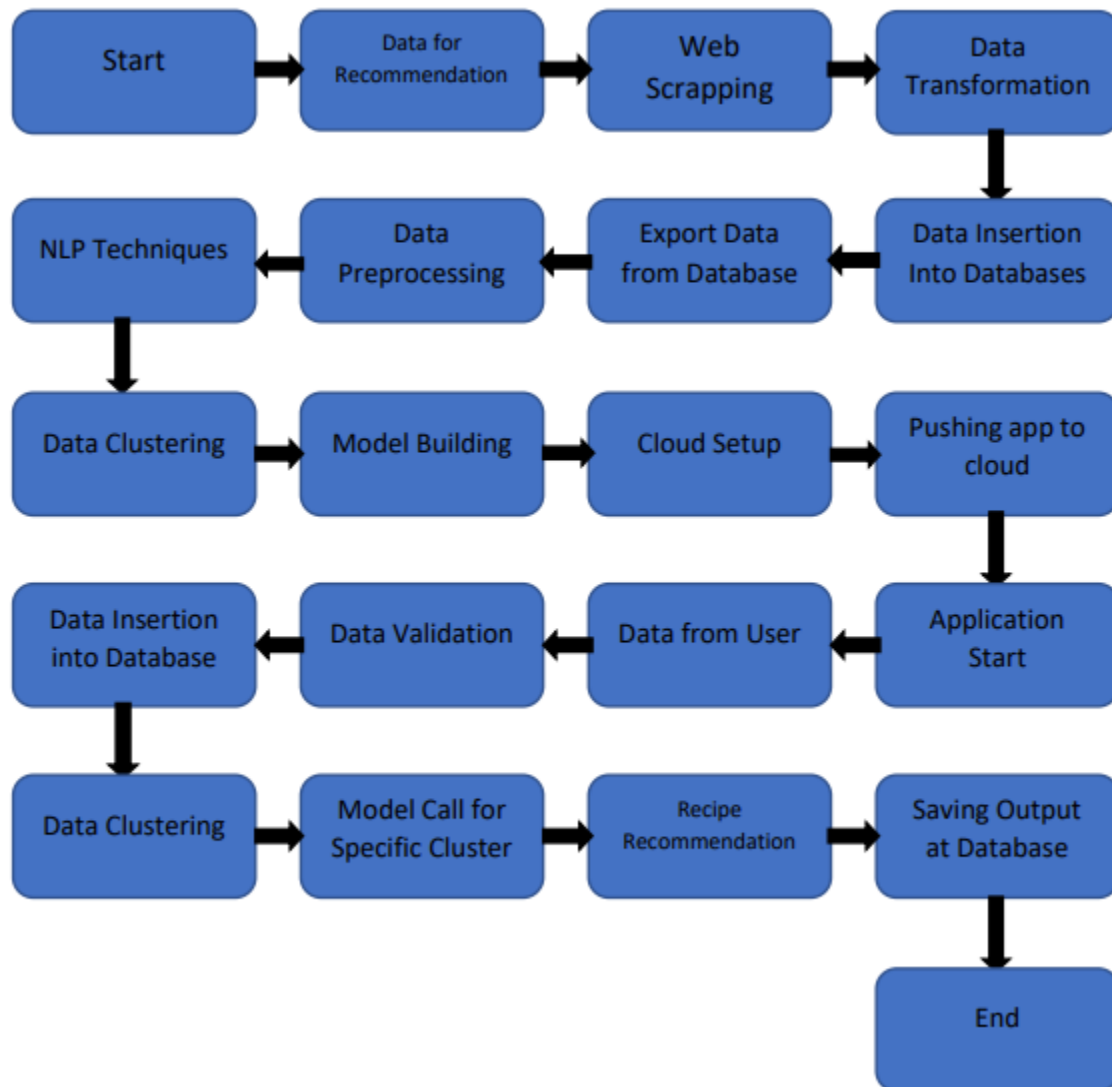 Start
Data for
Recommendation
Web
Scrapping
Data
Transformation
NLP Techniques
Data
Preprocessing
Export Data
from Database
Data Insertion
Into Databases
Data Clustering
Model Building
Cloud Setup
Pushing app to
cloud
Data Insertion
into Database
Data Validation
Data from User
Application
Start
Data Clustering
Model Call for
Specific Cluster
Recipe
Recommendation
Saving Output
at Database
End